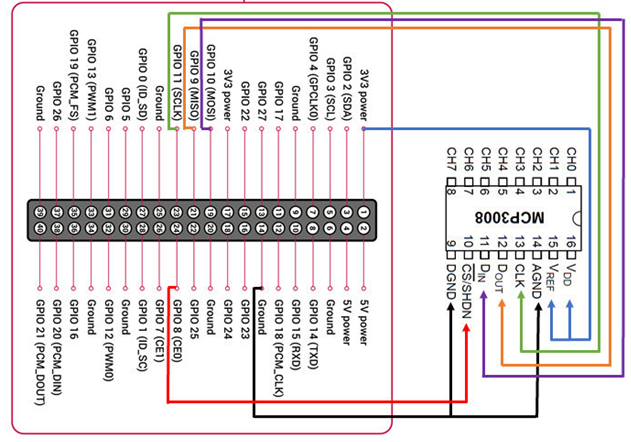 3V3 power
GPIO 2 (SDA)
GPIO 3 (SCL)
GPIO 4 (GPCLK0)
Ground
GPIO 17
GPIO 27
GPIO 22
3V3 power
GPIO 10 (MOSI)
GPIO 9 (MISO)
GPIO 11 (SCLK)
Ground
GPIO 0 (ID_SD)
GPIO 5
GPIO 6
GPIO 13 (PWM1)
GPIO 19 (PCM_FS)
GPIO 26
Ground
1 2
3 4
5 6
7 8
9 10
11 12
13 14
15 16
17 18
19 20
21 22
23 24
25 26
27 28
29 30
31 32
33 34
35 36
37 38
39 40
5V power
5V power
Ground
GPIO 14 (TXD)
GPIO 15 (RXD)
GPIO 18 (PCM_CLK)
Ground
GPIO 23
GPIO 24
Ground
GPIO 25
GPIO 8 (CE0)
GPIO 7 (CE1)
GPIO 1 (ID_SC)
Ground
GPIO 12 (PWM0)
Ground
GPIO 16
GPIO 20 (PCM_DIN)
GPIO 21 (PCM_DOUT)
CH0 1 16 VDD
CH1 2 15 VREF
CH2 3 14 AGND
CH3 4 13 CLK
CH4 5 12 DOUT
CH5 6 11 DIN
CH6 7 10 CS/SHDN
CH7 8 9 DGND
MCP3008